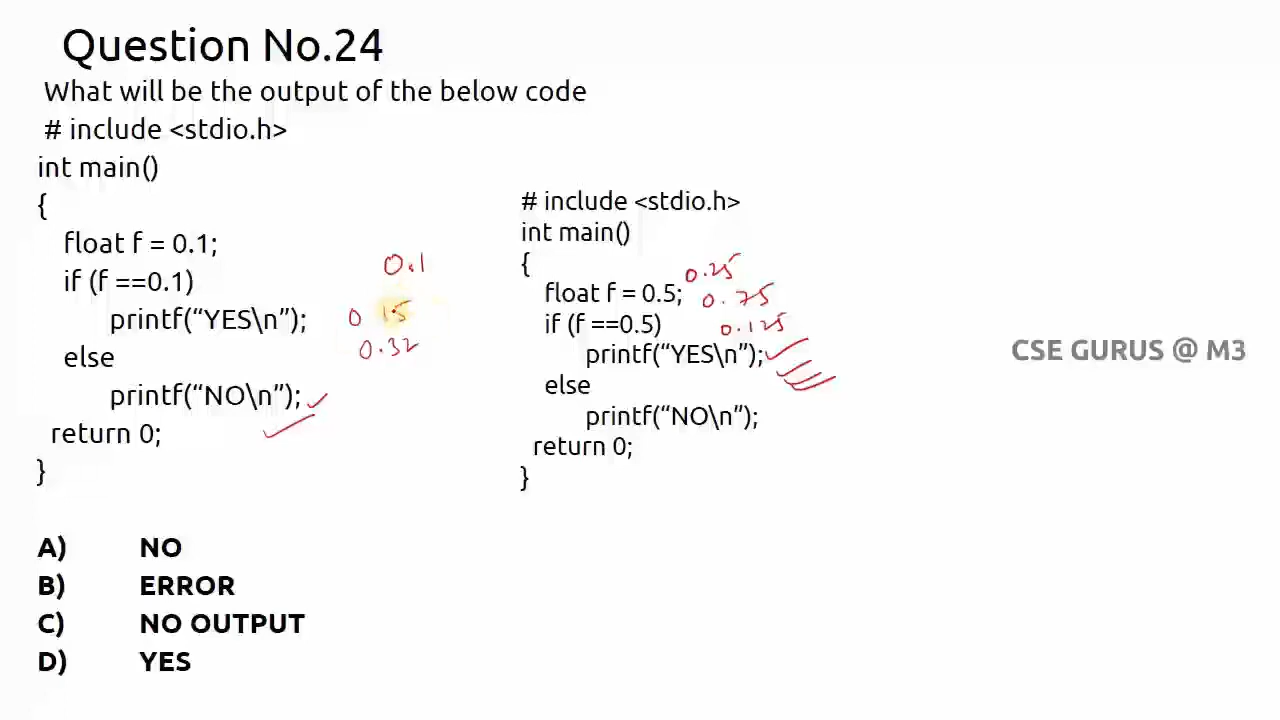 Question No.24
What will be the output of the below code
# include <stdio.h>
int main()
{
float f = 0.1;
if (f ==0.1)
printf(“YES\n”);
else
printf(“NO\n”);
return 0;
}
0.1
0 15
0.32
# include <stdio.h>
int main()
{
float f = 0.5;
if (f ==0.5)
printf(“YES\n”);
else
printf(“NO\n”);
return 0;
}
0.25
0.75
0.125
CSE GURUS @ M3
A) NO
B) ERROR
C) NO OUTPUT
D) YES